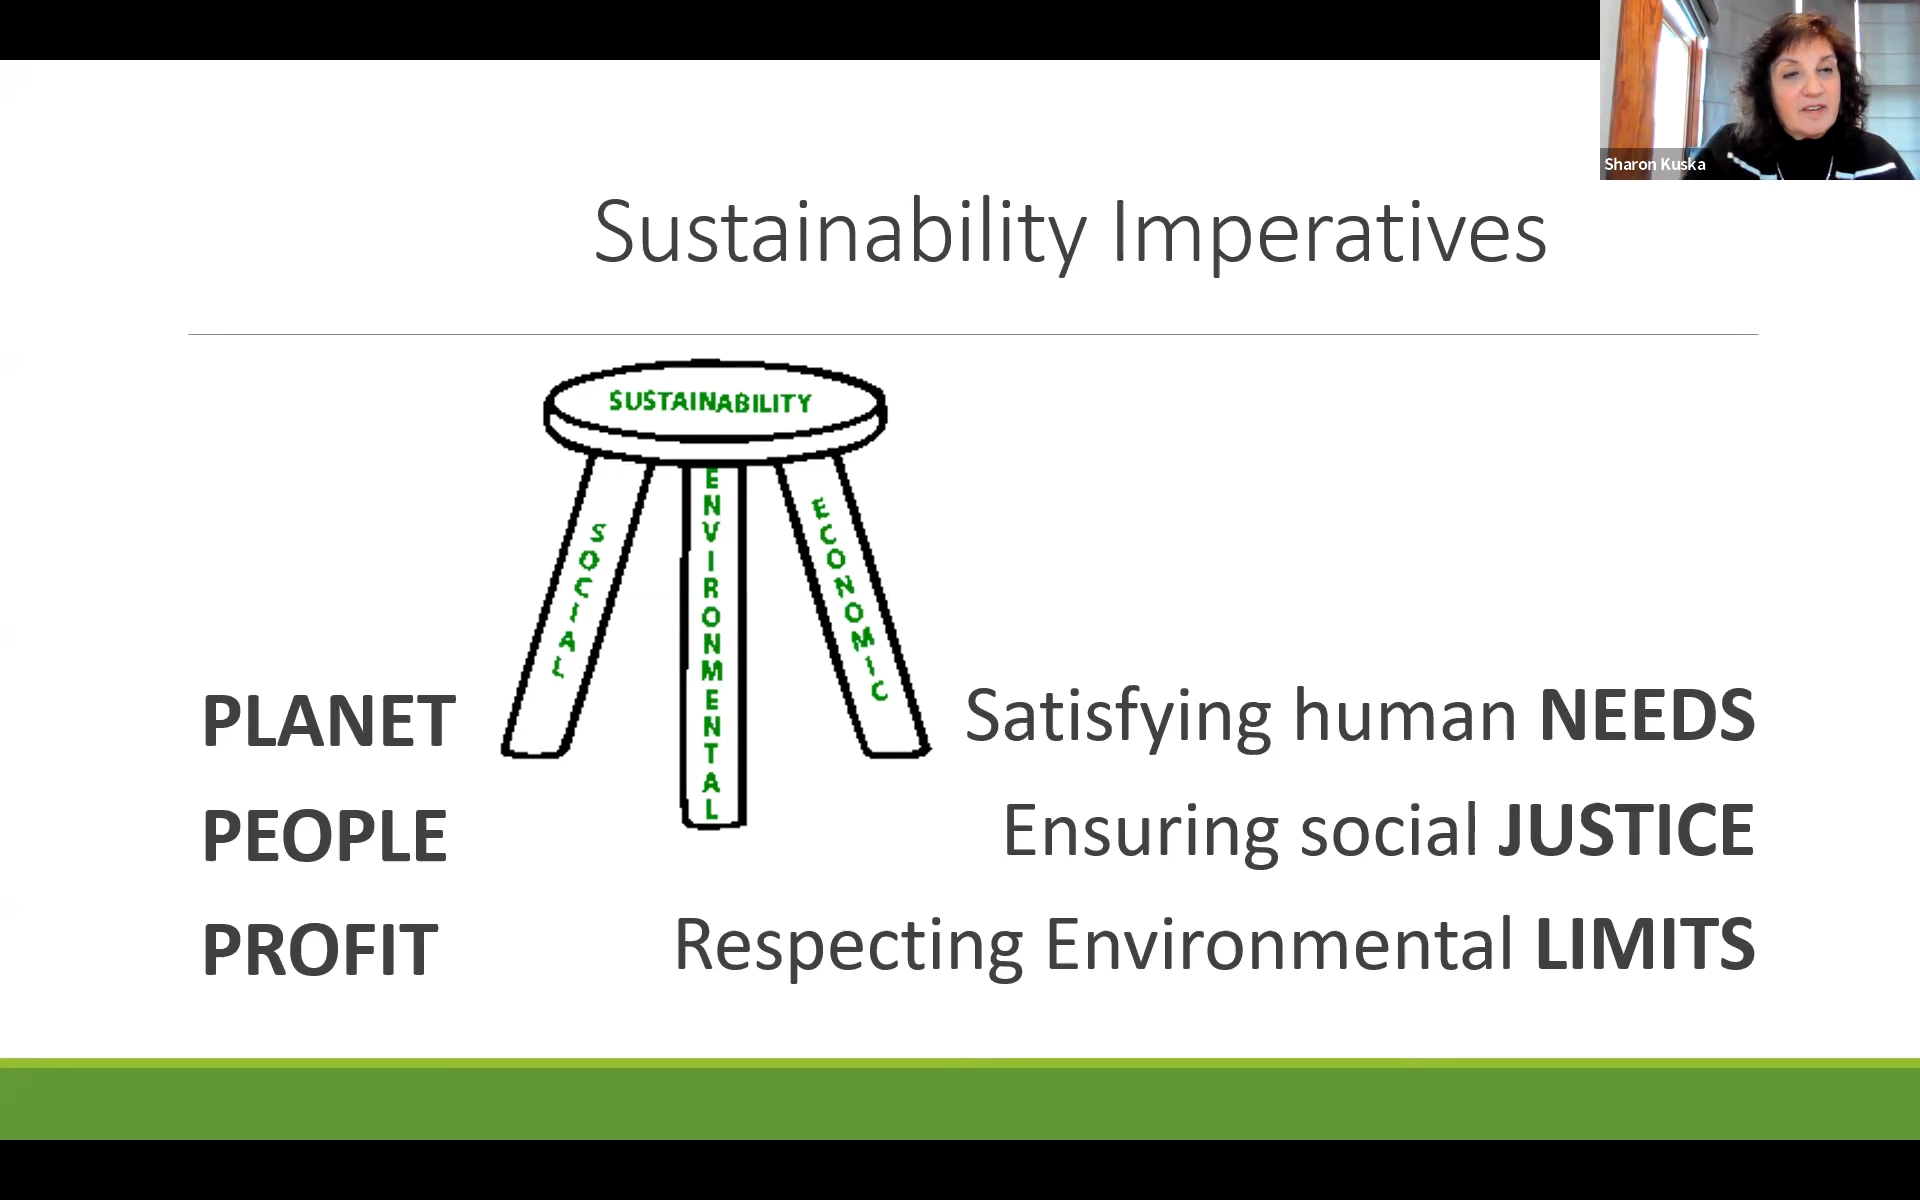 Sharon Kuska
Sustainability Imperatives
SUSTAINABILITY
SOCIAL
ENVIRONMENTAL
ECONOMIC
PLANET
PEOPLE
PROFIT
Satisfying human NEEDS
Ensuring social JUSTICE
Respecting Environmental LIMITS